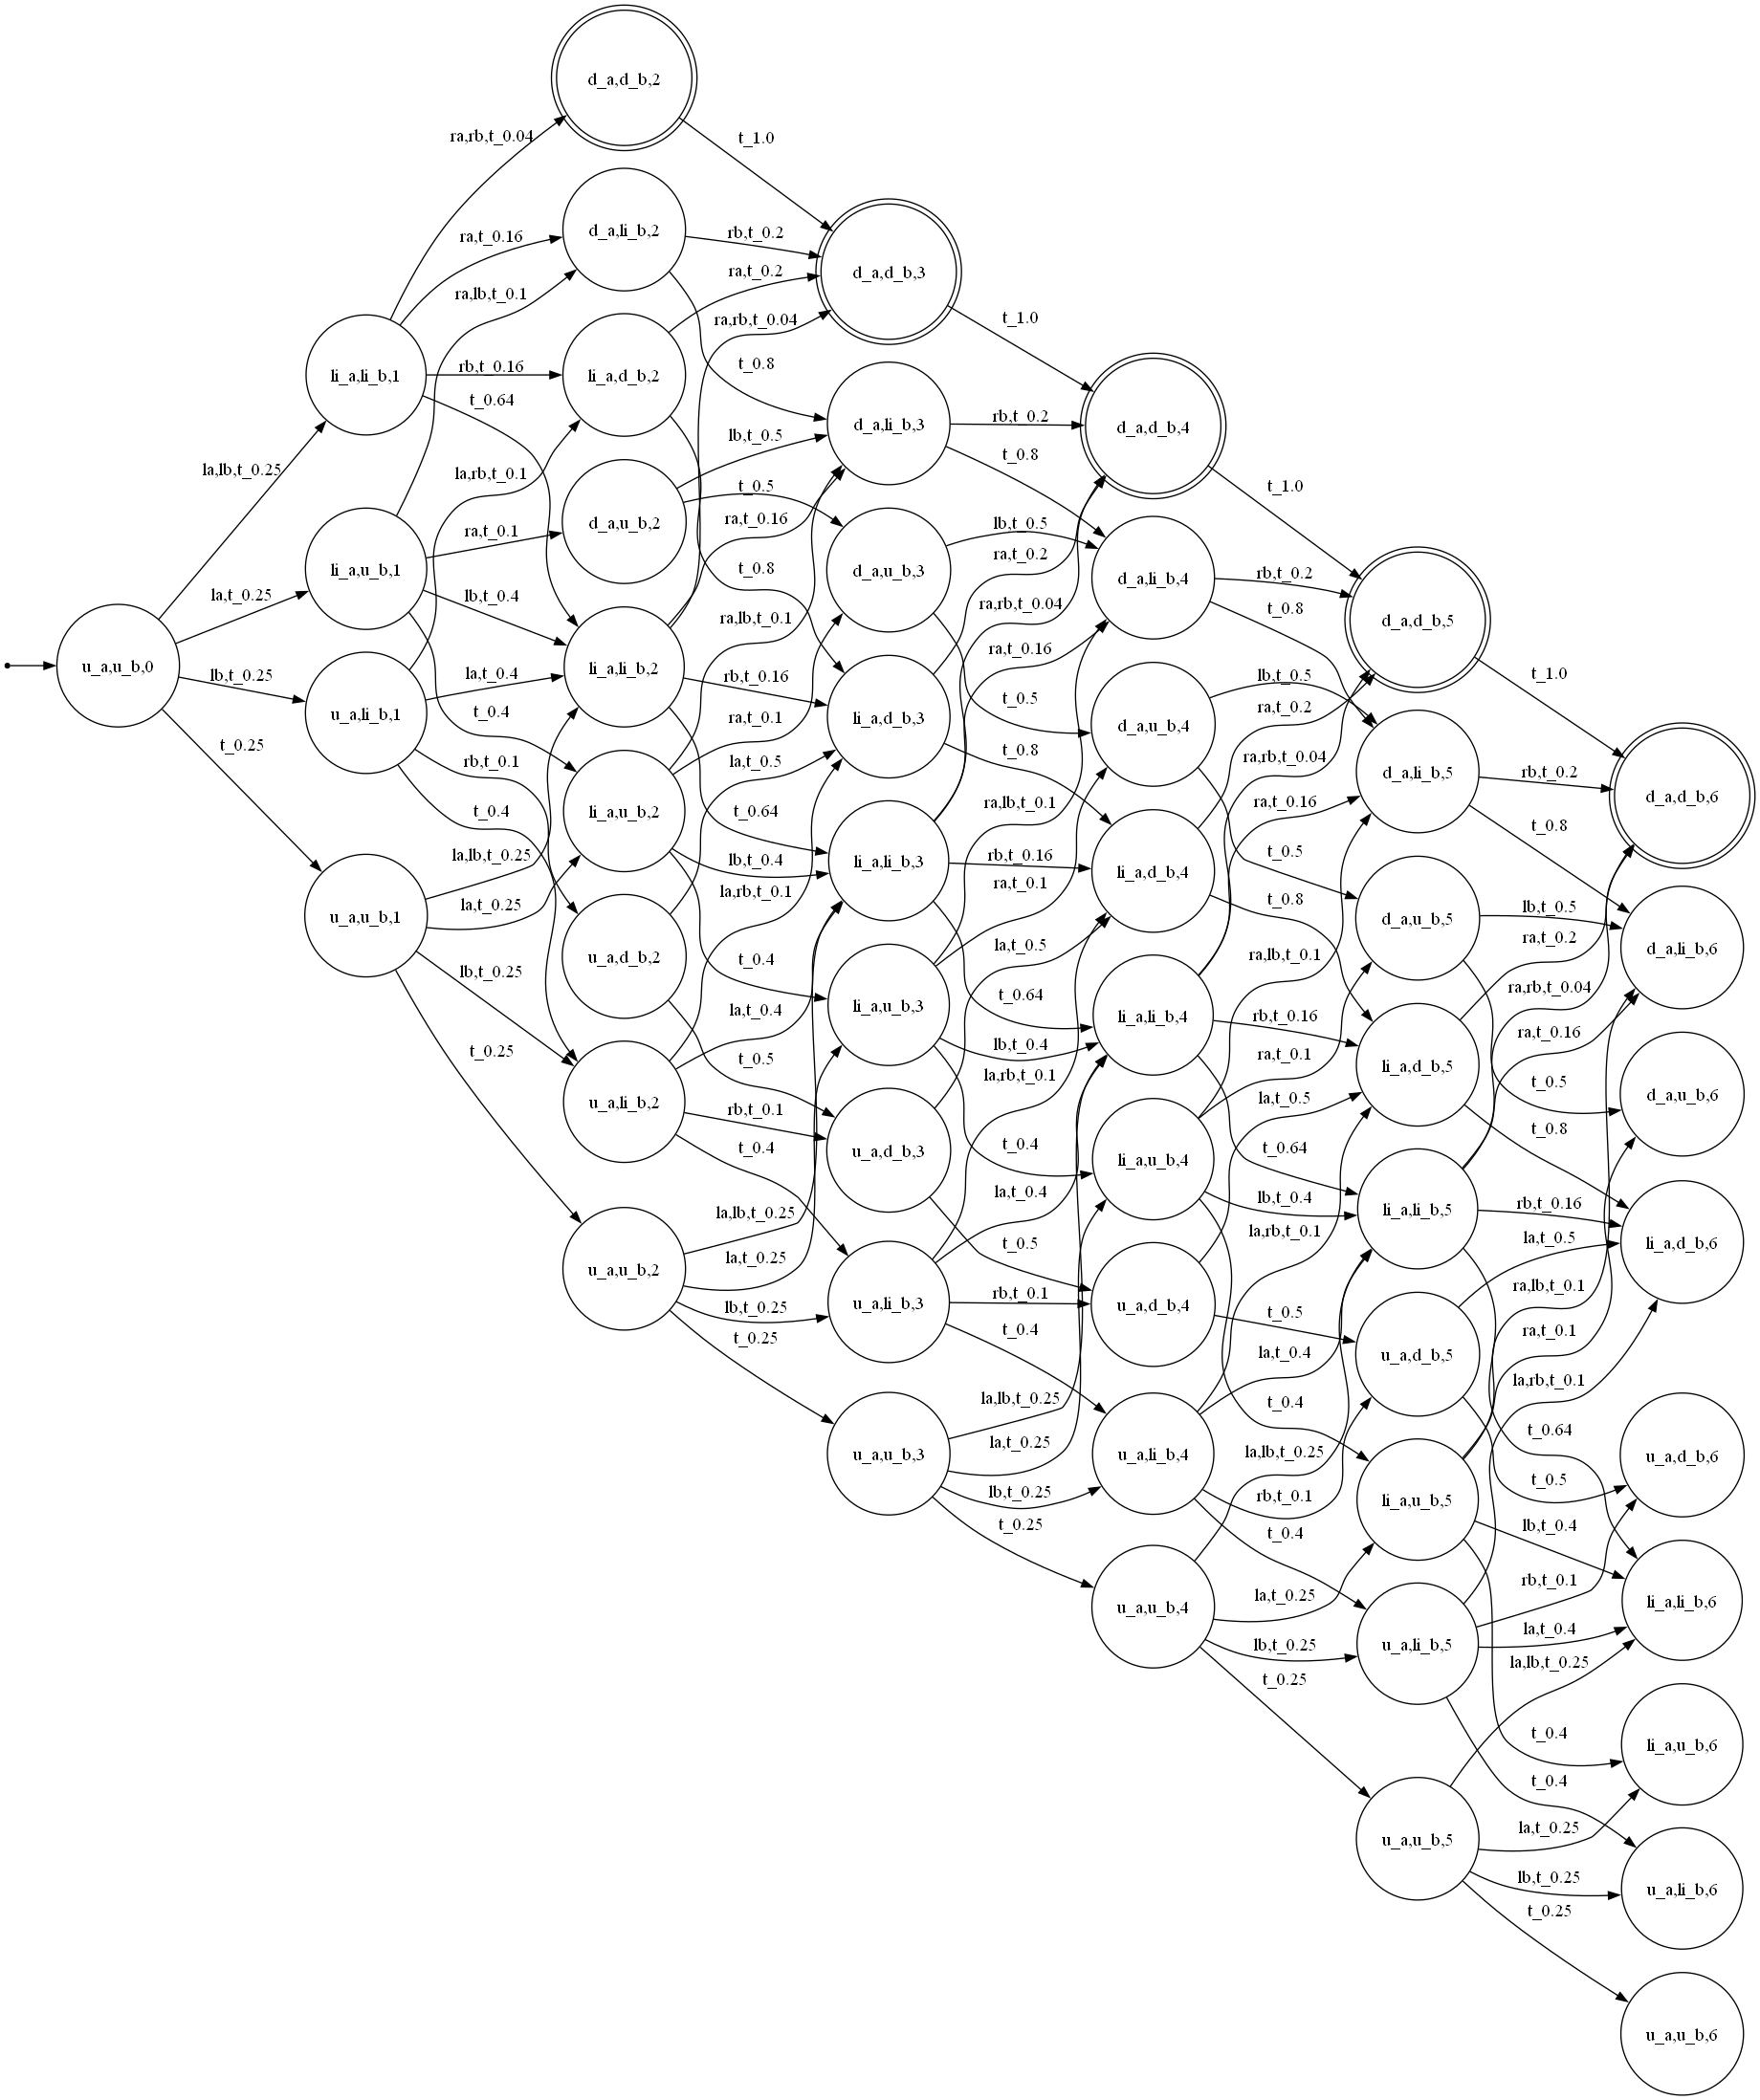 d_a,d_b,2
ra,rb,t_0.04
t_1.0
d_a,li_b,2
ra,t_0.16
rb,t_0.2
d_a,d_b,3
ra,t_0.2
ra,lb,t_0.1
ra,rb,t_0.04
t_1.0
li_a,li_b,1
rb,t_0.16
li_a,d_b,2
t_0.8
t_0.64
rb,t_0.2
d_a,d_b,4
d_a,li_b,3
lb,t_0.5
t_0.8
la,lb,t_0.25
la,rb,t_0.1
t_0.5
t_1.0
d_a,u_b,2
ra,t_0.16
lb,t_0.5
ra,t_0.1
ra,t_0.2
li_a,u_b,1
t_0.8
d_a,u_b,3
d_a,li_b,4
rb,t_0.2
la,t_0.25
lb,t_0.4
ra,rb,t_0.04
t_0.8
ra,lb,t_0.1
d_a,d_b,5
u_a,u_b,0
li_a,li_b,2
ra,t_0.16
lb,t_0.25
la,t_0.4
rb,t_0.16
lb,t_0.5
t_1.0
t_0.5
u_a,li_b,1
t_0.4
ra,t_0.1
li_a,d_b,3
ra,t_0.2
d_a,u_b,4
t_0.25
rb,t_0.1
la,t_0.5
t_0.8
ra,rb,t_0.04
d_a,li_b,5
rb,t_0.2
d_a,d_b,6
t_0.4
li_a,u_b,2
t_0.64
ra,lb,t_0.1
ra,t_0.16
t_0.8
la,lb,t_0.25
lb,t_0.4
li_a,li_b,3
rb,t_0.16
t_0.5
li_a,d_b,4
la,rb,t_0.1
ra,t_0.1
t_0.8
la,t_0.25
u_a,u_b,1
d_a,u_b,5
lb,t_0.5
la,t_0.5
ra,t_0.2
d_a,li_b,6
lb,t_0.25
u_a,d_b,2
t_0.4
ra,lb,t_0.1
ra,rb,t_0.04
la,t_0.4
li_a,u_b,3
t_0.64
li_a,li_b,4
rb,t_0.16
ra,t_0.16
t_0.25
t_0.5
lb,t_0.4
ra,t_0.1
li_a,d_b,5
la,rb,t_0.1
t_0.5
d_a,u_b,6
u_a,li_b,2
rb,t_0.1
la,t_0.5
t_0.8
t_0.4
u_a,d_b,3
t_0.4
li_a,u_b,4
t_0.64
la,t_0.4
lb,t_0.4
li_a,li_b,5
rb,t_0.16
la,lb,t_0.25
la,rb,t_0.1
la,t_0.5
li_a,d_b,6
u_a,u_b,2
la,t_0.25
t_0.5
ra,lb,t_0.1
lb,t_0.25
u_a,li_b,3
rb,t_0.1
u_a,d_b,4
t_0.5
t_0.25
t_0.4
la,t_0.4
u_a,d_b,5
ra,t_0.1
la,rb,t_0.1
la,lb,t_0.25
t_0.4
t_0.64
u_a,u_b,3
la,t_0.25
u_a,li_b,4
la,lb,t_0.25
u_a,d_b,6
t_0.5
lb,t_0.25
rb,t_0.1
li_a,u_b,5
t_0.25
t_0.4
lb,t_0.4
rb,t_0.1
u_a,u_b,4
la,t_0.25
li_a,li_b,6
lb,t_0.25
u_a,li_b,5
la,t_0.4
t_0.25
la,lb,t_0.25
t_0.4
li_a,u_b,6
t_0.4
u_a,u_b,5
la,t_0.25
lb,t_0.25
u_a,li_b,6
t_0.25
u_a,u_b,6